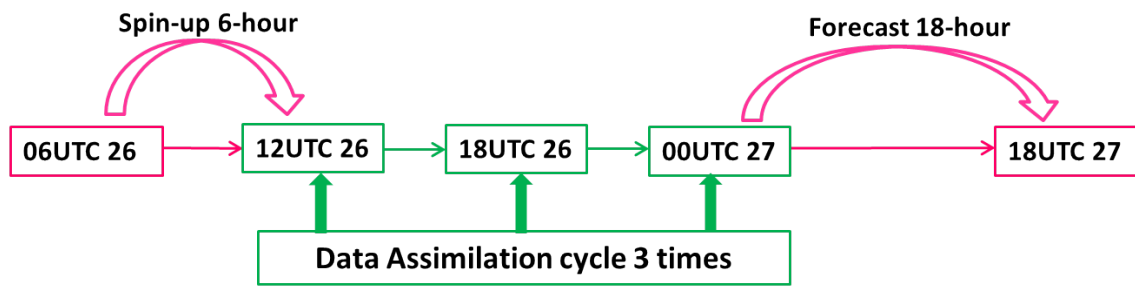 Spin-up 6-hour
Forecast 18-hour
06UTC 26
12UTC 26
18UTC 26
00UTC 27
18UTC 27
Data Assimilation cycle 3 times